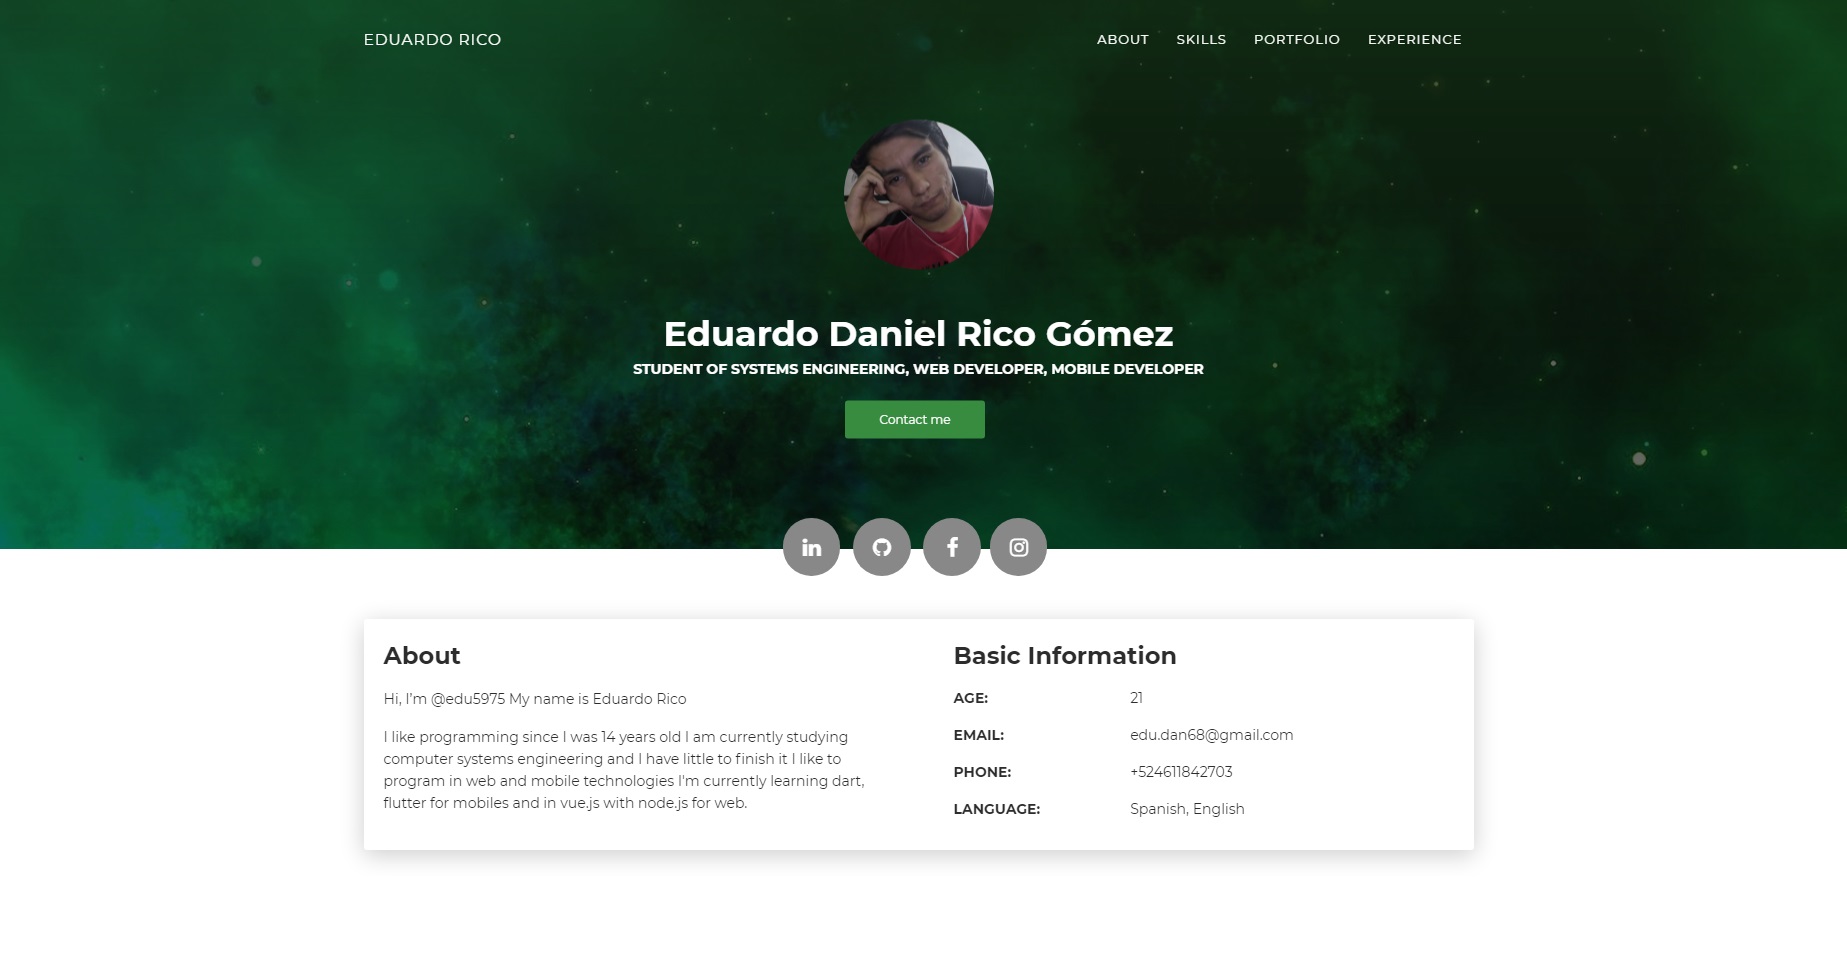 EDUARDO RICO
ABOUT SKILLS PORTFOLIO EXPERIENCE
Eduardo Daniel Rico Gómez
STUDENT OF SYSTEMS ENGINEERING, WEB DEVELOPER, MOBILE DEVELOPER
Contact me
in
About
Hi, I'm @edu5975 My name is Eduardo Rico
I like programming since I was 14 years old I am currently studying
computer systems engineering and I have little to finish it I like to
program in web and mobile technologies I'm currently learning dart,
flutter for mobiles and in vue.js with node.js for web.
Basic Information
AGE: 21
EMAIL: edu.dan68@gmail.com
PHONE: +524611842703
LANGUAGE: Spanish, English